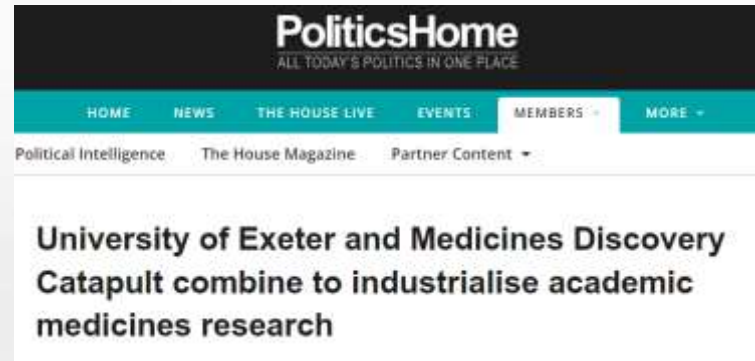 PoliticsHome
ALL TODAY'S POLITICS IN ONE PLACE
HOME NEWS THE HOUSE LIVE EVENTS MEMBERS MORE
Political Intelligence The House Magazine Partner Content
University of Exeter and Medicines Discovery
Catapult combine to industrialise academic
medicines research